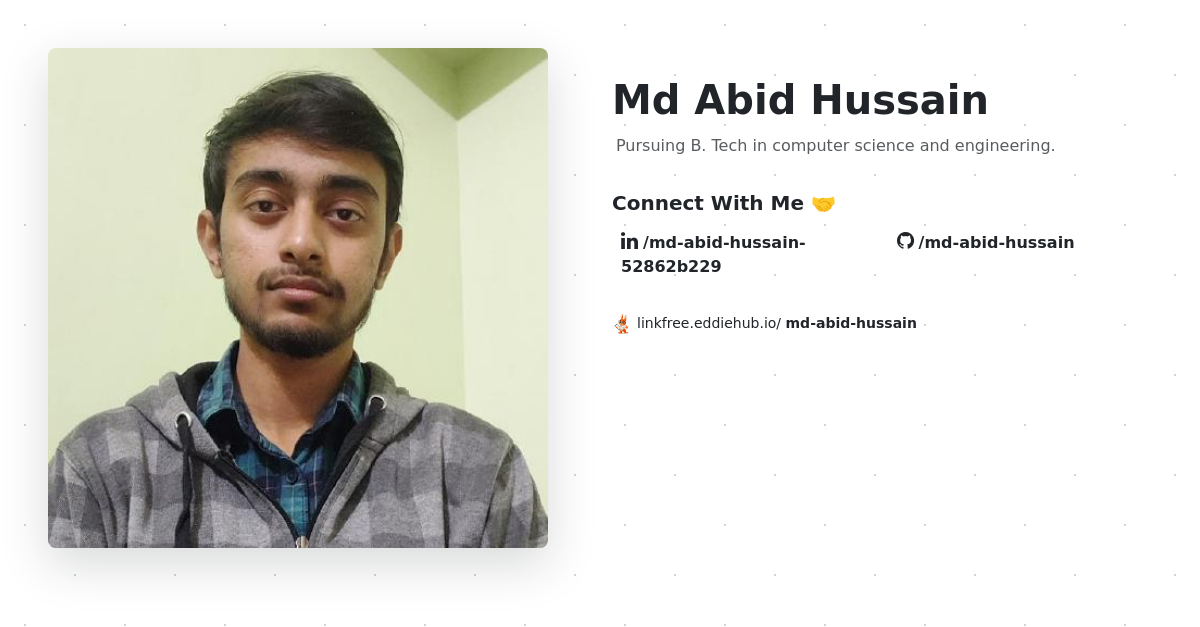 Md Abid Hussain
Pursuing B. Tech in computer science and engineering.
Connect With Me 🤝
/md-abid-hussain-
52862b229
/md-abid-hussain
linkfree.eddiehub.io/ md-abid-hussain